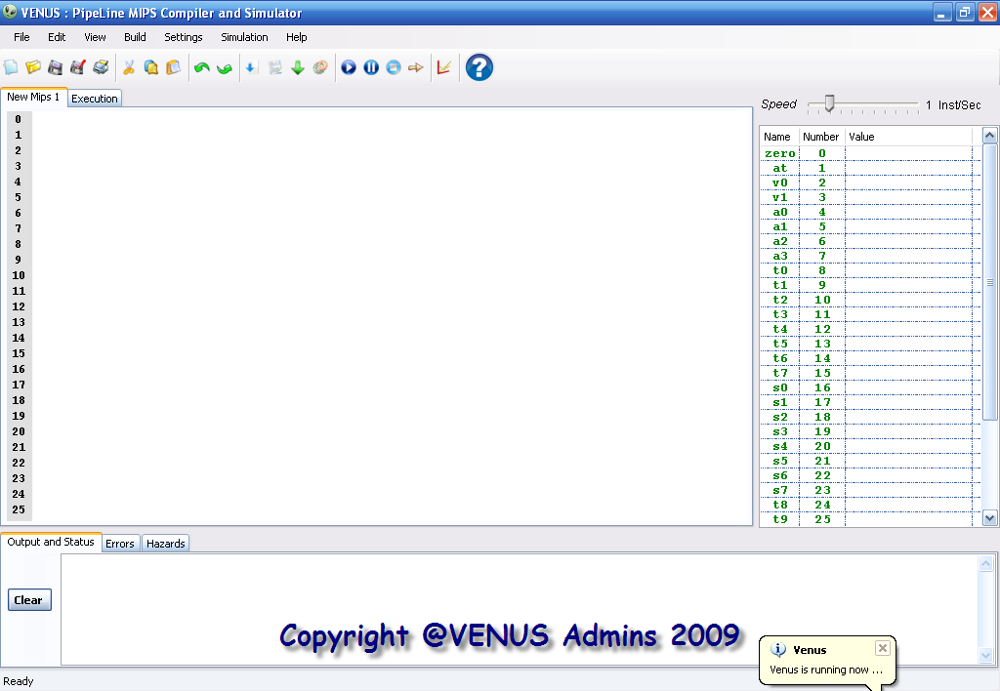 VENUS : PipeLine MIPS Compiler and Simulator
File Edit View Build Settings Simulation Help
?
New Mips 1 Execution
Speed 1 Inst/Sec
0
1
2
3
4
5
6
7
8
9
10
11
12
13
14
15
16
17
18
19
20
21
22
23
24
25
Name Number Value
zero 0
at 1
v0 2
v1 3
a0 4
a1 5
a2 6
a3 7
t0 8
t1 9
t2 10
t3 11
t4 12
t5 13
t6 14
t7 15
s0 16
s1 17
s2 18
s3 19
s4 20
s5 21
s6 22
s7 23
t8 24
t9 25
Output and Status Errors Hazards
Clear
Copyright @VENUS Admins 2009
Venus
Venus is running now ...
Ready